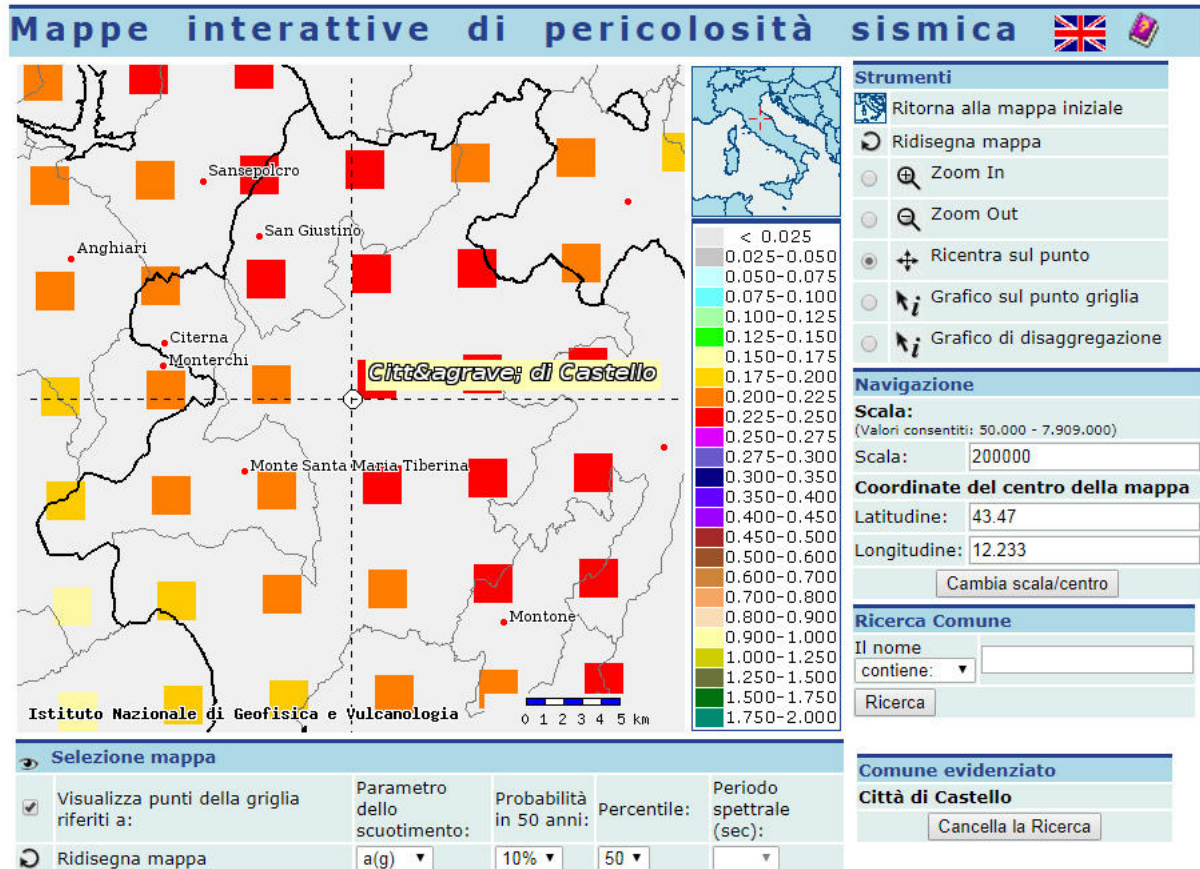 Mappe interattive di pericolosità sismica
Sansepolcro
San Giustino
Anghiari
Citerna
Monterchi
Citt&agrave; di Castello
Monte Santa Maria Tiberina
Montone
Istituto Nazionale di Geofisica e Vulcanologia
0 1 2 3 4 5 km
< 0.025
0.025-0.050
0.050-0.075
0.075-0.100
0.100-0.125
0.125-0.150
0.150-0.175
0.175-0.200
0.200-0.225
0.225-0.250
0.250-0.275
0.275-0.300
0.300-0.350
0.350-0.400
0.400-0.450
0.450-0.500
0.500-0.600
0.600-0.700
0.700-0.800
0.800-0.900
0.900-1.000
1.000-1.250
1.250-1.500
1.500-1.750
1.750-2.000
Strumenti
Ritorna alla mappa iniziale
Ridisegna mappa
Zoom In
Zoom Out
Ricentra sul punto
Grafico sul punto griglia
Grafico di disaggregazione
Navigazione
Scala:
(Valori consentiti: 50.000 - 7.909.000)
Scala: 200000
Coordinate del centro della mappa
Latitudine: 43.47
Longitudine: 12.233
Cambia scala/centro
Ricerca Comune
Il nome
contiene:
Ricerca
Selezione mappa
Visualizza punti della griglia
riferiti a:
Parametro
dello
scuotimento:
Probabilità
in 50 anni:
Percentile:
Periodo
spettrale
(sec):
Ridisegna mappa
a(g)
10%
50
Comune evidenziato
Città di Castello
Cancella la Ricerca